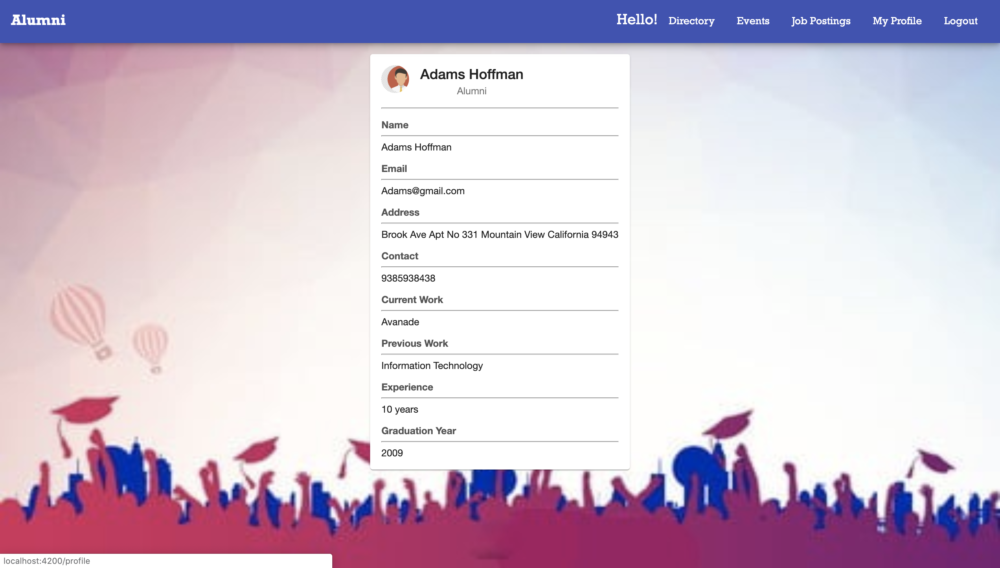 Alumni
Hello! Directory Events Job Postings My Profile Logout
Adams Hoffman
Alumni
Name
Adams Hoffman
Email
Adams@gmail.com
Address
Brook Ave Apt No 331 Mountain View California 94943
Contact
9385938438
Current Work
Avanade
Previous Work
Information Technology
Experience
10 years
Graduation Year
2009
localhost:4200/profile